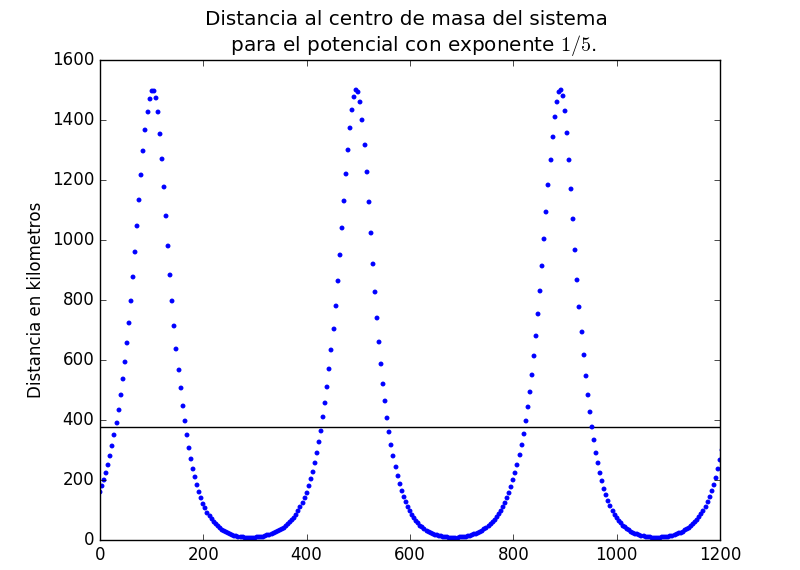 Distancia al centro de masa del sistema
para el potencial con exponente 1/5.
1600
1400
1200
1000
800
600
400
200
0
Distancia en kilometros
0 200 400 600 800 1000 1200